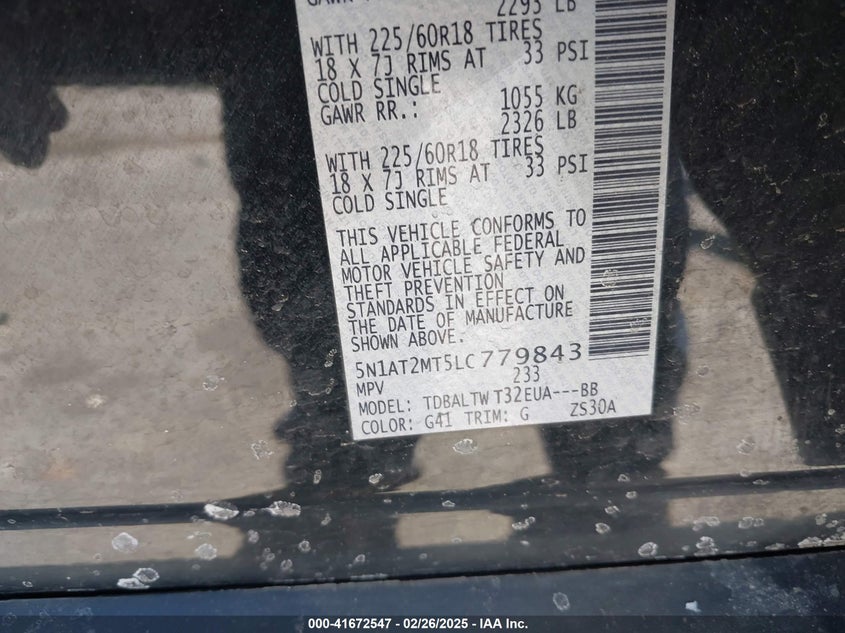 2293 LB
WITH 225/60R18 TIRES
18 X 7J RIMS AT 33 PSI
COLD SINGLE
GAWR RR.: 1055 KG
2326 LB
WITH 225/60R18 TIRES
18 X 7J RIMS AT 33 PSI
COLD SINGLE
THIS VEHICLE CONFORMS TO
ALL APPLICABLE FEDERAL
MOTOR VEHICLE SAFETY AND
THEFT PREVENTION
STANDARDS IN EFFECT ON
THE DATE OF MANUFACTURE
SHOWN ABOVE.
5N1AT2MT5LC779843
MPV 233
MODEL: TDBALTW T32EUA---BB
COLOR: G41 TRIM: G ZS30A
000-41672547 - 02/26/2025 - IAA Inc.